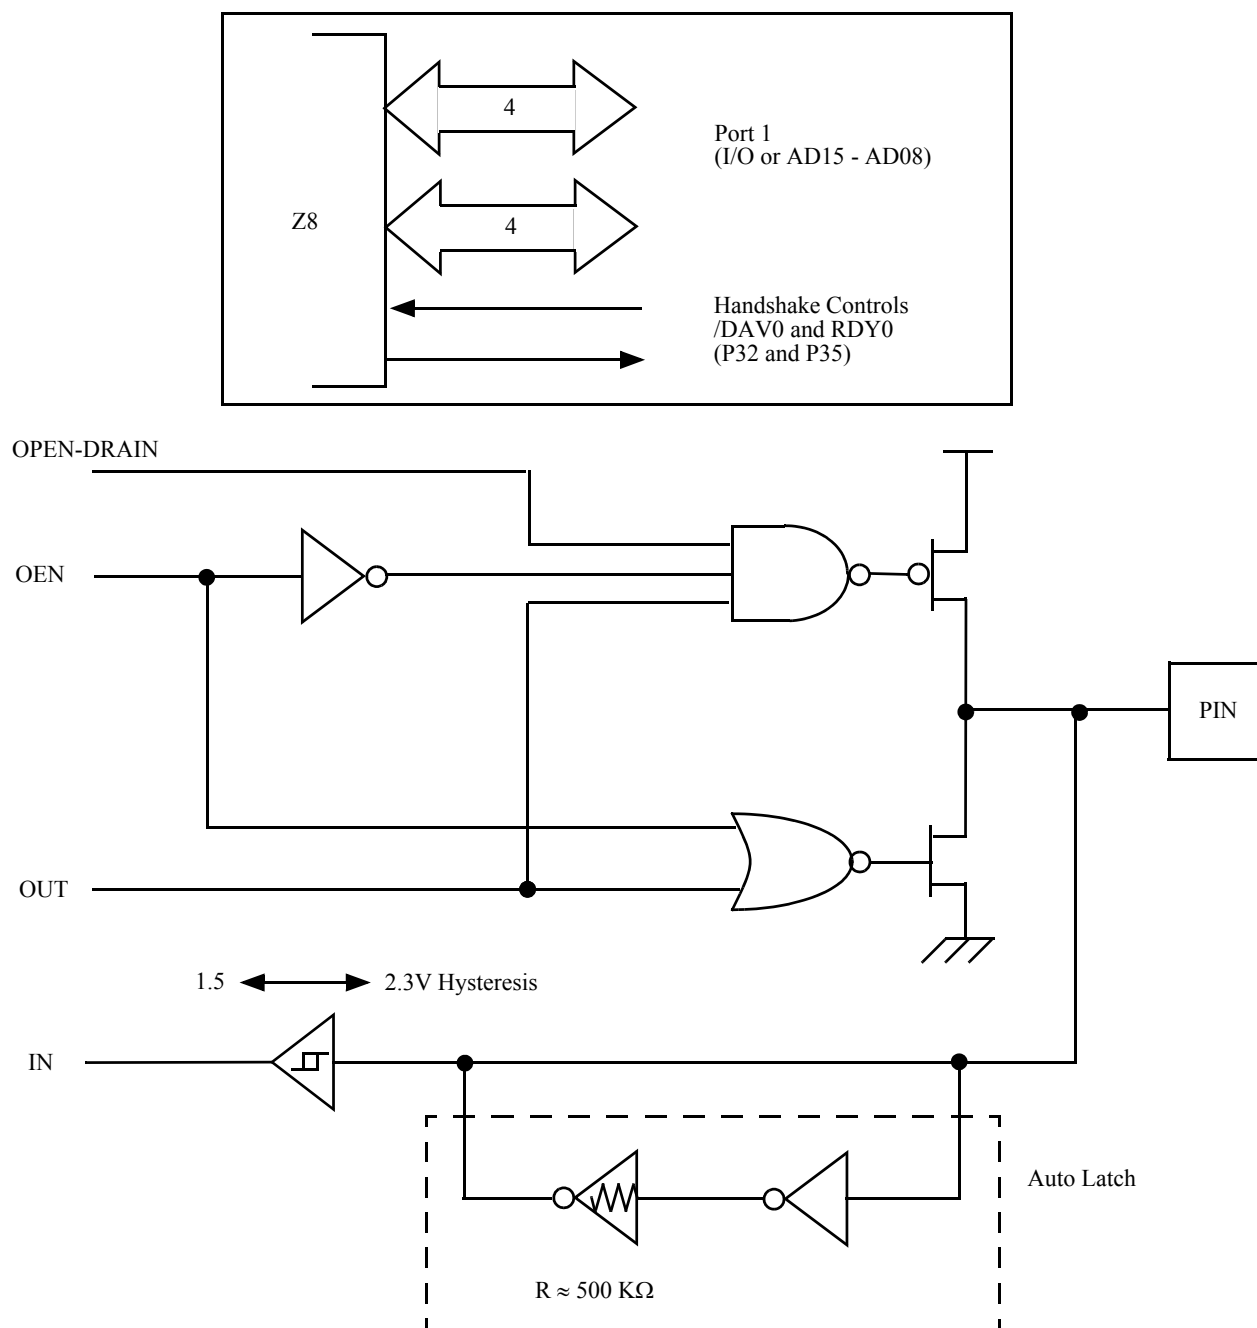 4
Port 1
(I/O or AD15 - AD08)
Z8
4
Handshake Controls
/DAV0 and RDY0
(P32 and P35)
OPEN-DRAIN
OEN
PIN
OUT
1.5
2.3V Hysteresis
IN
Auto Latch
R ≈ 500 KΩ